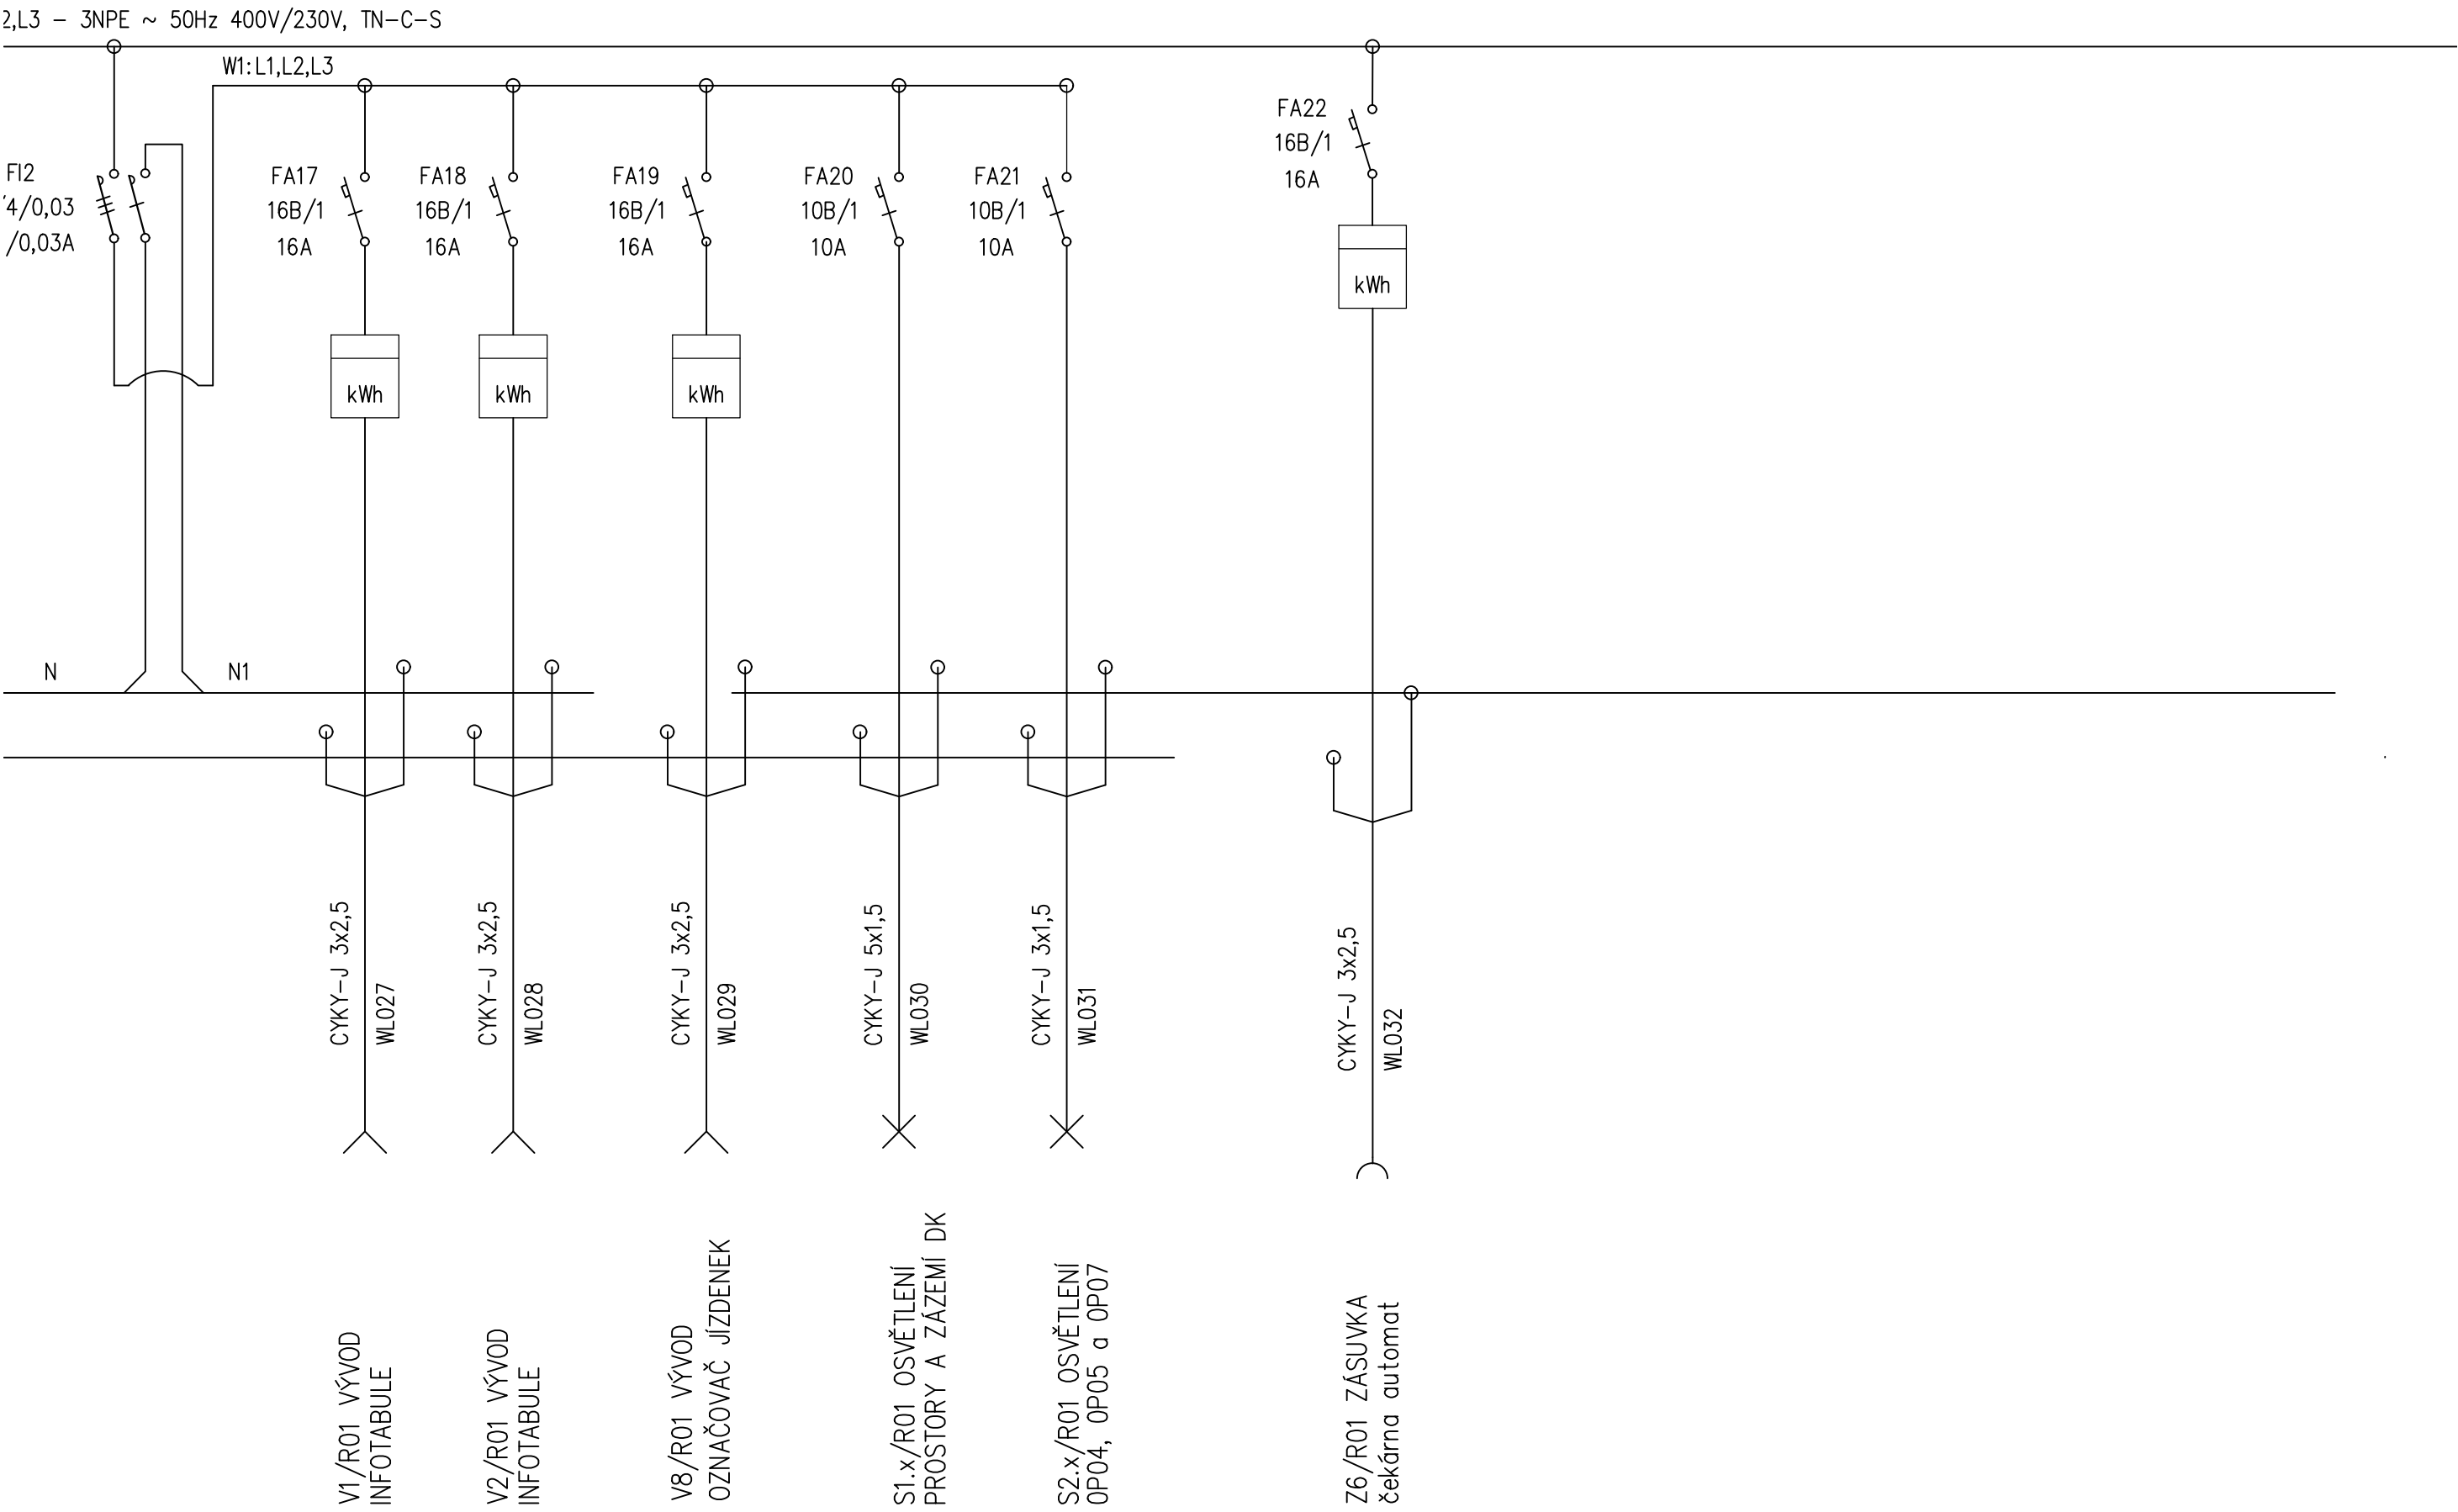 2,L3 - 3NPE ~ 50Hz 400V/230V, TN-C-S
W1:L1,L2,L3
FI2
4/0,03
/0,03A
FA17
16B/1
16A
FA18
16B/1
16A
FA19
16B/1
16A
FA20
10B/1
10A
FA21
10B/1
10A
FA22
16B/1
16A
kWh
kWh
kWh
kWh
N
N1
CYKY-J 3x2,5
WL027
CYKY-J 3x2,5
WL028
CYKY-J 3x2,5
WL029
CYKY-J 5x1,5
WL030
CYKY-J 3x1,5
WL031
CYKY-J 3x2,5
WL032
V1/R01 VÝVOD
INFOTABULE
V2/R01 VÝVOD
INFOTABULE
V8/R01 VÝVOD
OZNAČOVAČ JÍZDENEK
S1.x/R01 OSVĚTLENÍ
PROSTORY A ZÁZEMÍ DK
S2.x/R01 OSVĚTLENÍ
0P04, 0P05 a 0P07
Z6/R01 ZÁSUVKA
čekárna automat